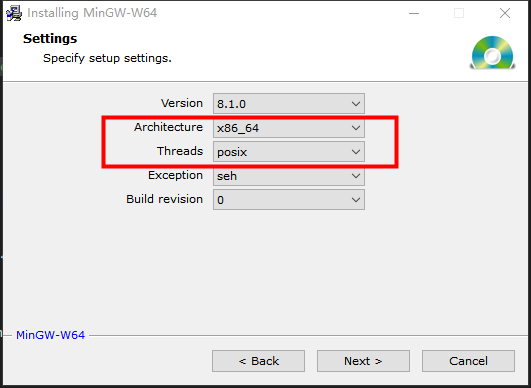 Installing MinGW-W64
Settings
Specify setup settings.
Version 8.1.0
Architecture x86_64
Threads posix
Exception seh
Build revision 0
MinGW-W64
< Back Next > Cancel